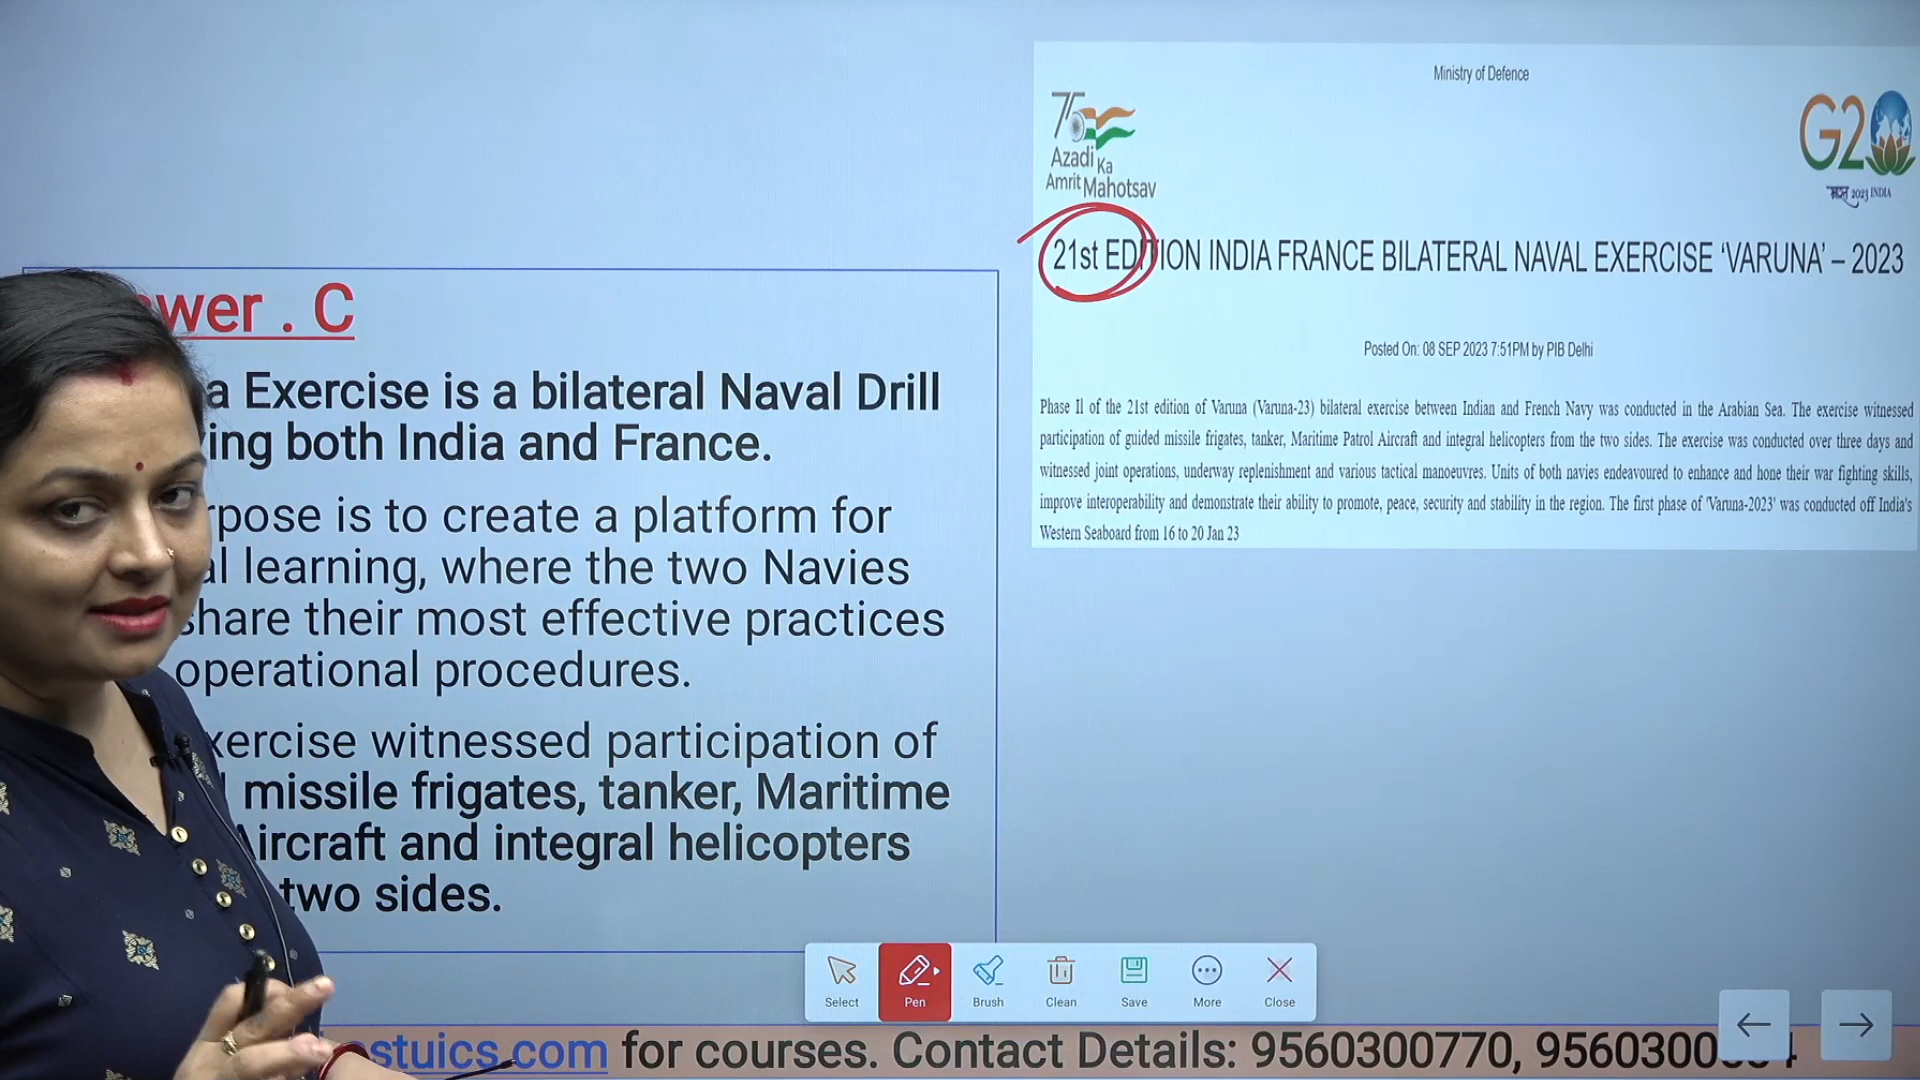 Ministry of Defence
75
Azadi Ka
Amrit Mahotsav
G20
2023 INDIA
21st EDITION INDIA FRANCE BILATERAL NAVAL EXERCISE ‘VARUNA’ – 2023
Posted On: 08 SEP 2023 7:51PM by PIB Delhi
Phase II of the 21st edition of Varuna (Varuna-23) bilateral exercise between Indian and French Navy was conducted in the Arabian Sea. The exercise witnessed
participation of guided missile frigates, tanker, Maritime Patrol Aircraft and integral helicopters from the two sides. The exercise was conducted over three days and
witnessed joint operations, underway replenishment and various tactical manoeuvres. Units of both navies endeavoured to enhance and hone their war fighting skills,
improve interoperability and demonstrate their ability to promote, peace, security and stability in the region. The first phase of 'Varuna-2023' was conducted off India's
Western Seaboard from 16 to 20 Jan 23
wer . C
a Exercise is a bilateral Naval Drill
ing both India and France.
rpose is to create a platform for
al learning, where the two Navies
share their most effective practices
operational procedures.
xercise witnessed participation of
missile frigates, tanker, Maritime
Aircraft and integral helicopters
two sides.
Select
Pen
Brush
Clean
Save
More
Close
estuics.com for courses. Contact Details: 9560300770, 9560300